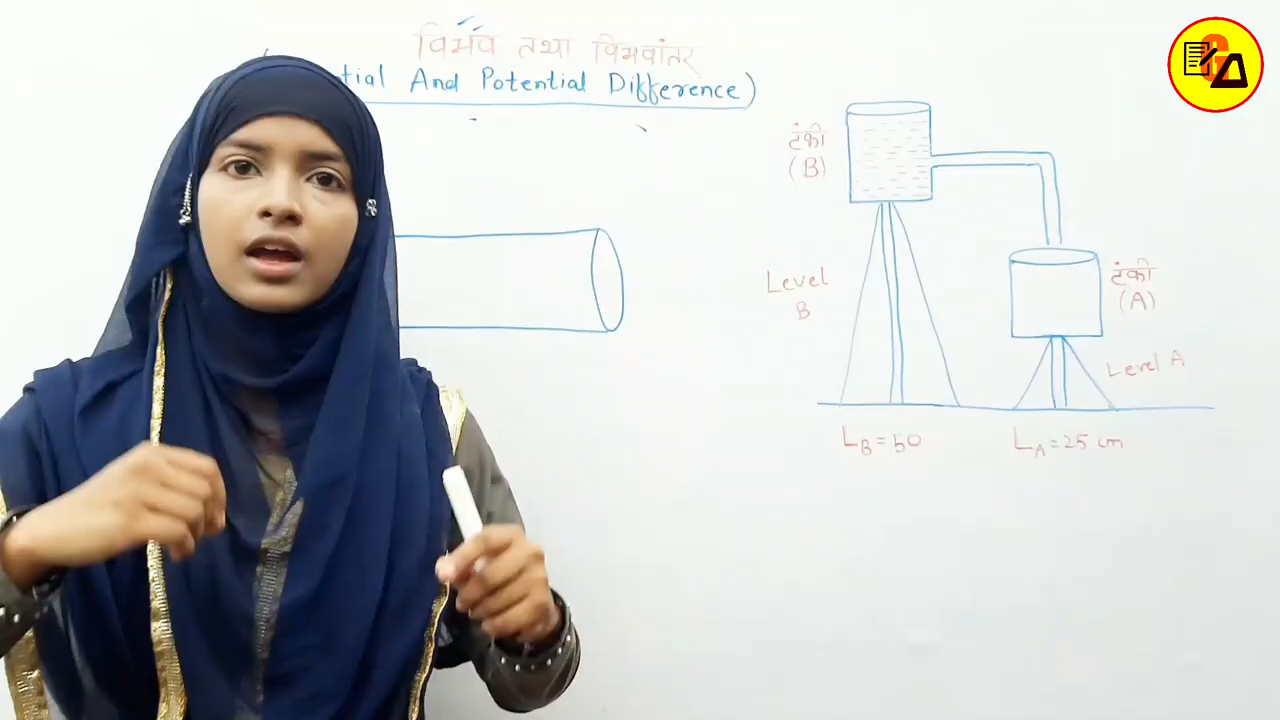 विभव तथा विभवांतर
tial And Potential Difference)
टंकी
(B)
Level
B
टंकी
(A)
Level A
L_B = 50
L_A = 25 cm